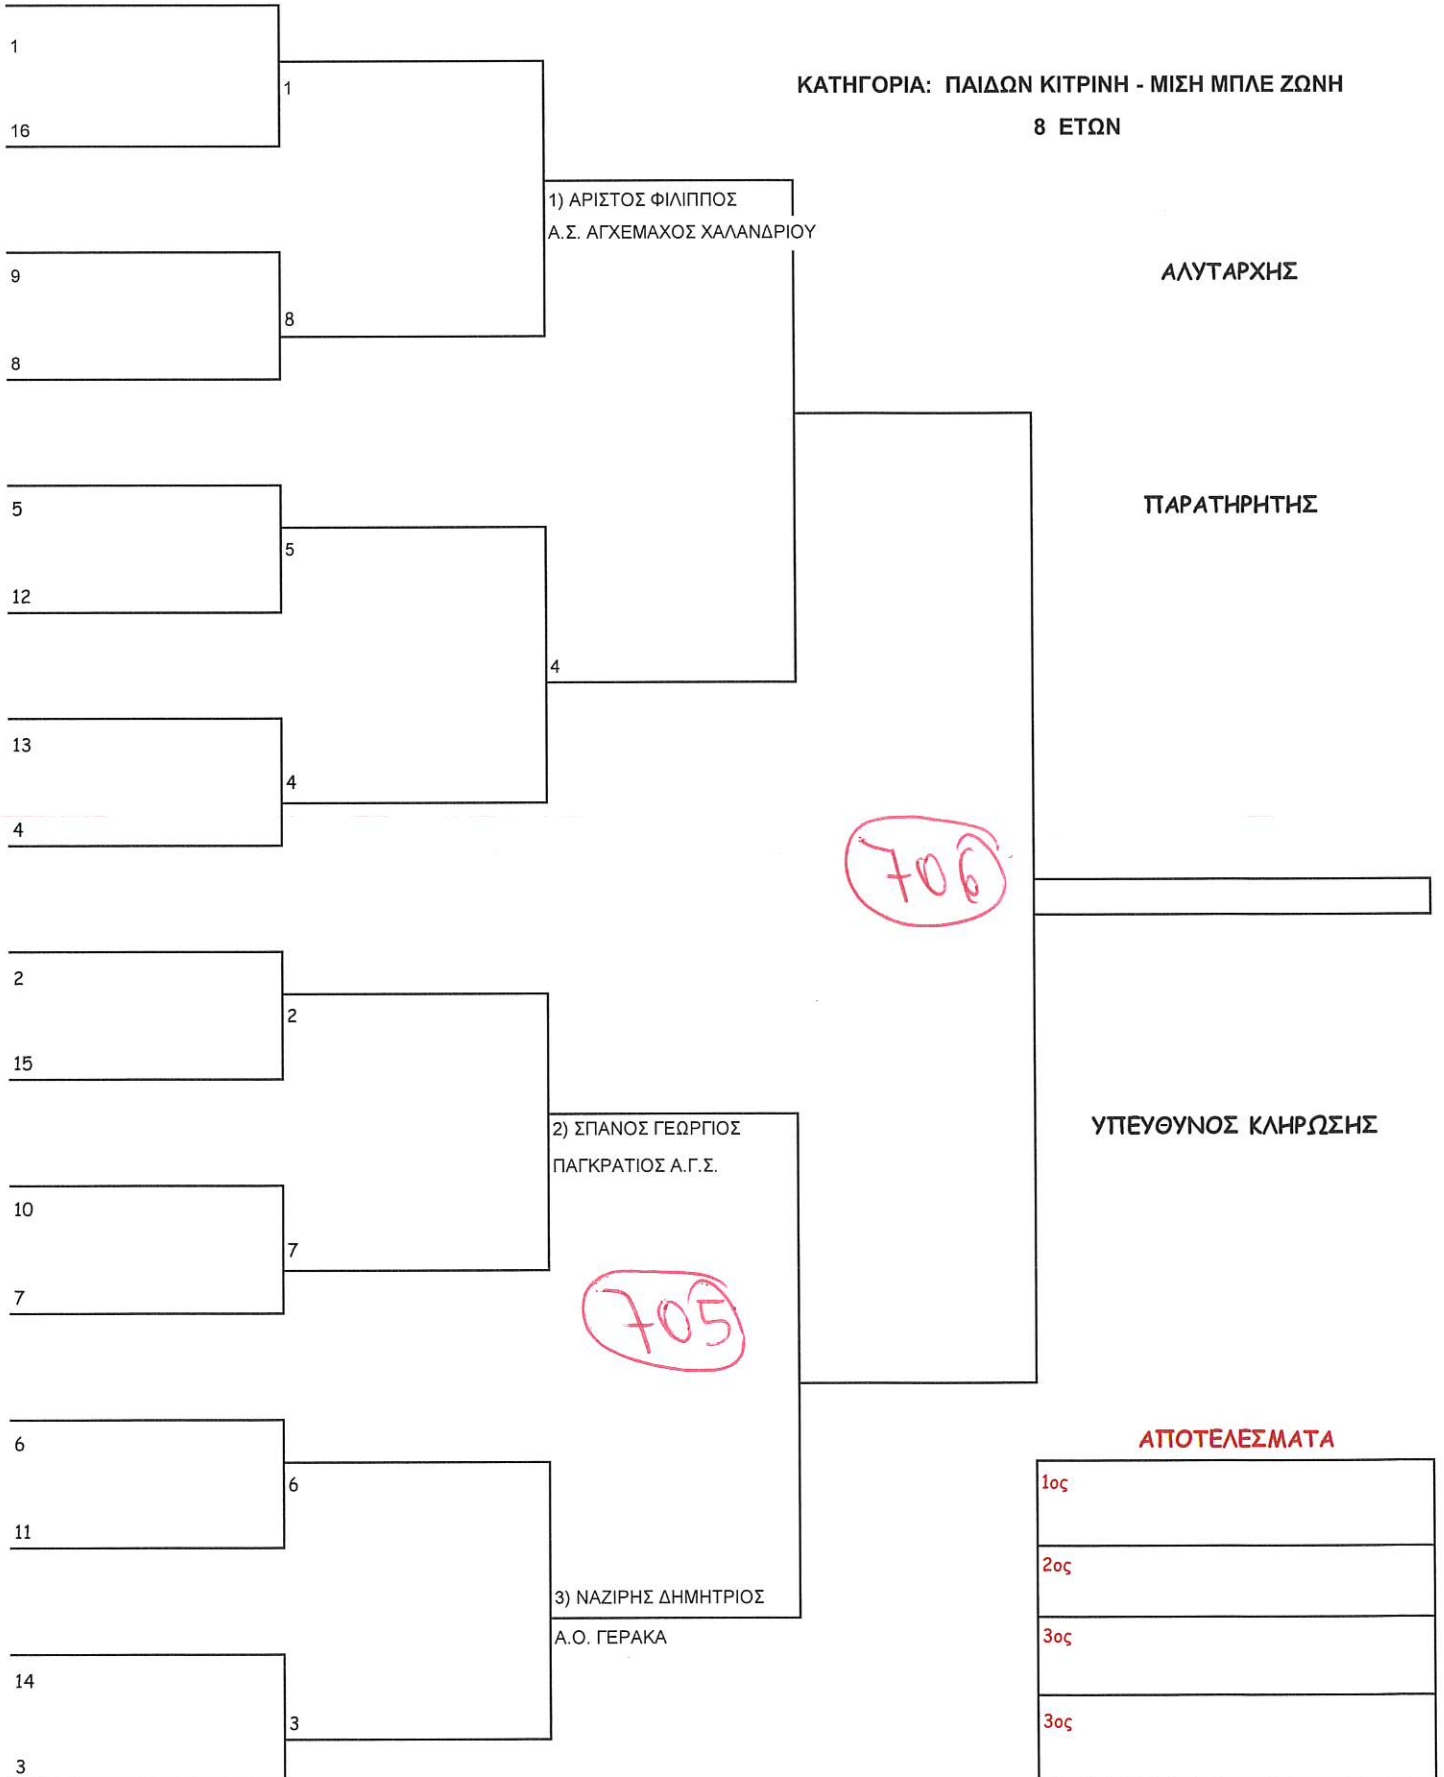 1
1
16
ΚΑΤΗΓΟΡΙΑ: ΠΑΙΔΩΝ ΚΙΤΡΙΝΗ - ΜΙΣΗ ΜΠΛΕ ΖΩΝΗ
8 ΕΤΩΝ
1) ΑΡΙΣΤΟΣ ΦΙΛΙΠΠΟΣ
Α.Σ. ΑΓΧΕΜΑΧΟΣ ΧΑΛΑΝΔΡΙΟΥ
9
8
8
ΑΛΥΤΑΡΧΗΣ
5
5
12
ΠΑΡΑΤΗΡΗΤΗΣ
4
13
4
4
706
2
2
15
2) ΣΠΑΝΟΣ ΓΕΩΡΓΙΟΣ
ΠΑΓΚΡΑΤΙΟΣ Α.Γ.Σ.
ΥΠΕΥΘΥΝΟΣ ΚΛΗΡΩΣΗΣ
10
7
7
705
6
6
11
ΑΠΟΤΕΛΕΣΜΑΤΑ
1ος
2ος
3ος
3ος
3) ΝΑΖΙΡΗΣ ΔΗΜΗΤΡΙΟΣ
Α.Ο. ΓΕΡΑΚΑ
14
3
3